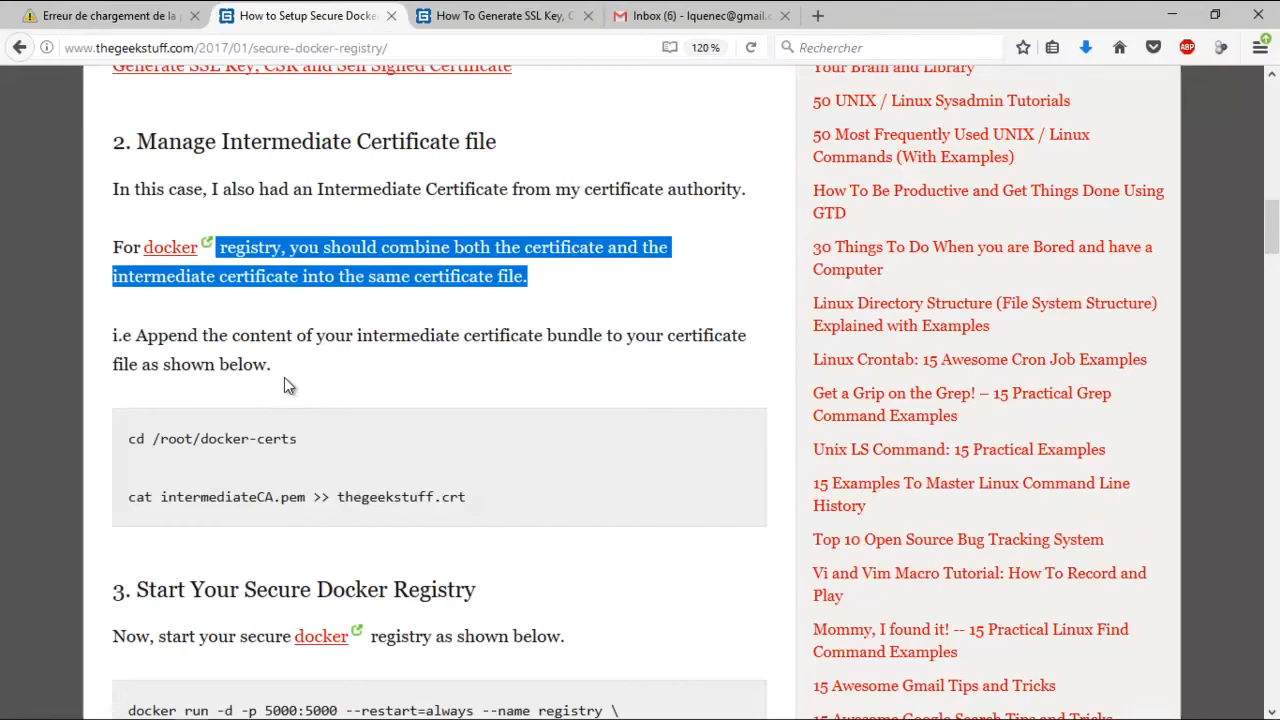 Erreur de chargement de la p
How to Setup Secure Docke
How To Generate SSL Key, C
Inbox (6) - lquenec@gmail.c
www.thegeekstuff.com/2017/01/secure-docker-registry/
120 %
Rechercher
ABP
Generate SSL Key, CSR and Self Signed Certificate
2. Manage Intermediate Certificate file
In this case, I also had an Intermediate Certificate from my certificate authority.
For docker registry, you should combine both the certificate and the
intermediate certificate into the same certificate file.
i.e Append the content of your intermediate certificate bundle to your certificate
file as shown below.
cd /root/docker-certs
cat intermediateCA.pem >> thegeekstuff.crt
3. Start Your Secure Docker Registry
Now, start your secure docker registry as shown below.
docker run -d -p 5000:5000 --restart=always --name registry \
Your Brain and Library
50 UNIX / Linux Sysadmin Tutorials
50 Most Frequently Used UNIX / Linux
Commands (With Examples)
How To Be Productive and Get Things Done Using
GTD
30 Things To Do When you are Bored and have a
Computer
Linux Directory Structure (File System Structure)
Explained with Examples
Linux Crontab: 15 Awesome Cron Job Examples
Get a Grip on the Grep! – 15 Practical Grep
Command Examples
Unix LS Command: 15 Practical Examples
15 Examples To Master Linux Command Line
History
Top 10 Open Source Bug Tracking System
Vi and Vim Macro Tutorial: How To Record and
Play
Mommy, I found it! -- 15 Practical Linux Find
Command Examples
15 Awesome Gmail Tips and Tricks
15 Awesome Google Search Tips and Tricks